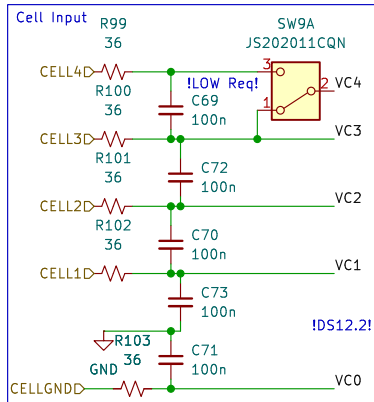 Cell Input
R99
36
SW9A
JS202011CQN
CELL4
!LOW Req!
3
2
VC4
R100
36
C69
100n
1
CELL3
VC3
R101
36
C72
100n
CELL2
VC2
R102
36
C70
100n
CELL1
VC1
C73
100n
!DS12.2!
R103
36
GND
C71
100n
CELLGND
VC0